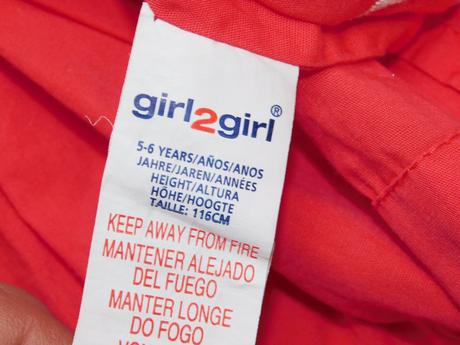 girl2girl®
5-6 YEARS/AÑOS/ANOS
JAHRE/JAREN/ANNÉES
HEIGHT/ALTURA
HÖHE/HOOGTE
TAILLE: 116CM
KEEP AWAY FROM FIRE
MANTENER ALEJADO
DEL FUEGO
MANTER LONGE
DO FOGO